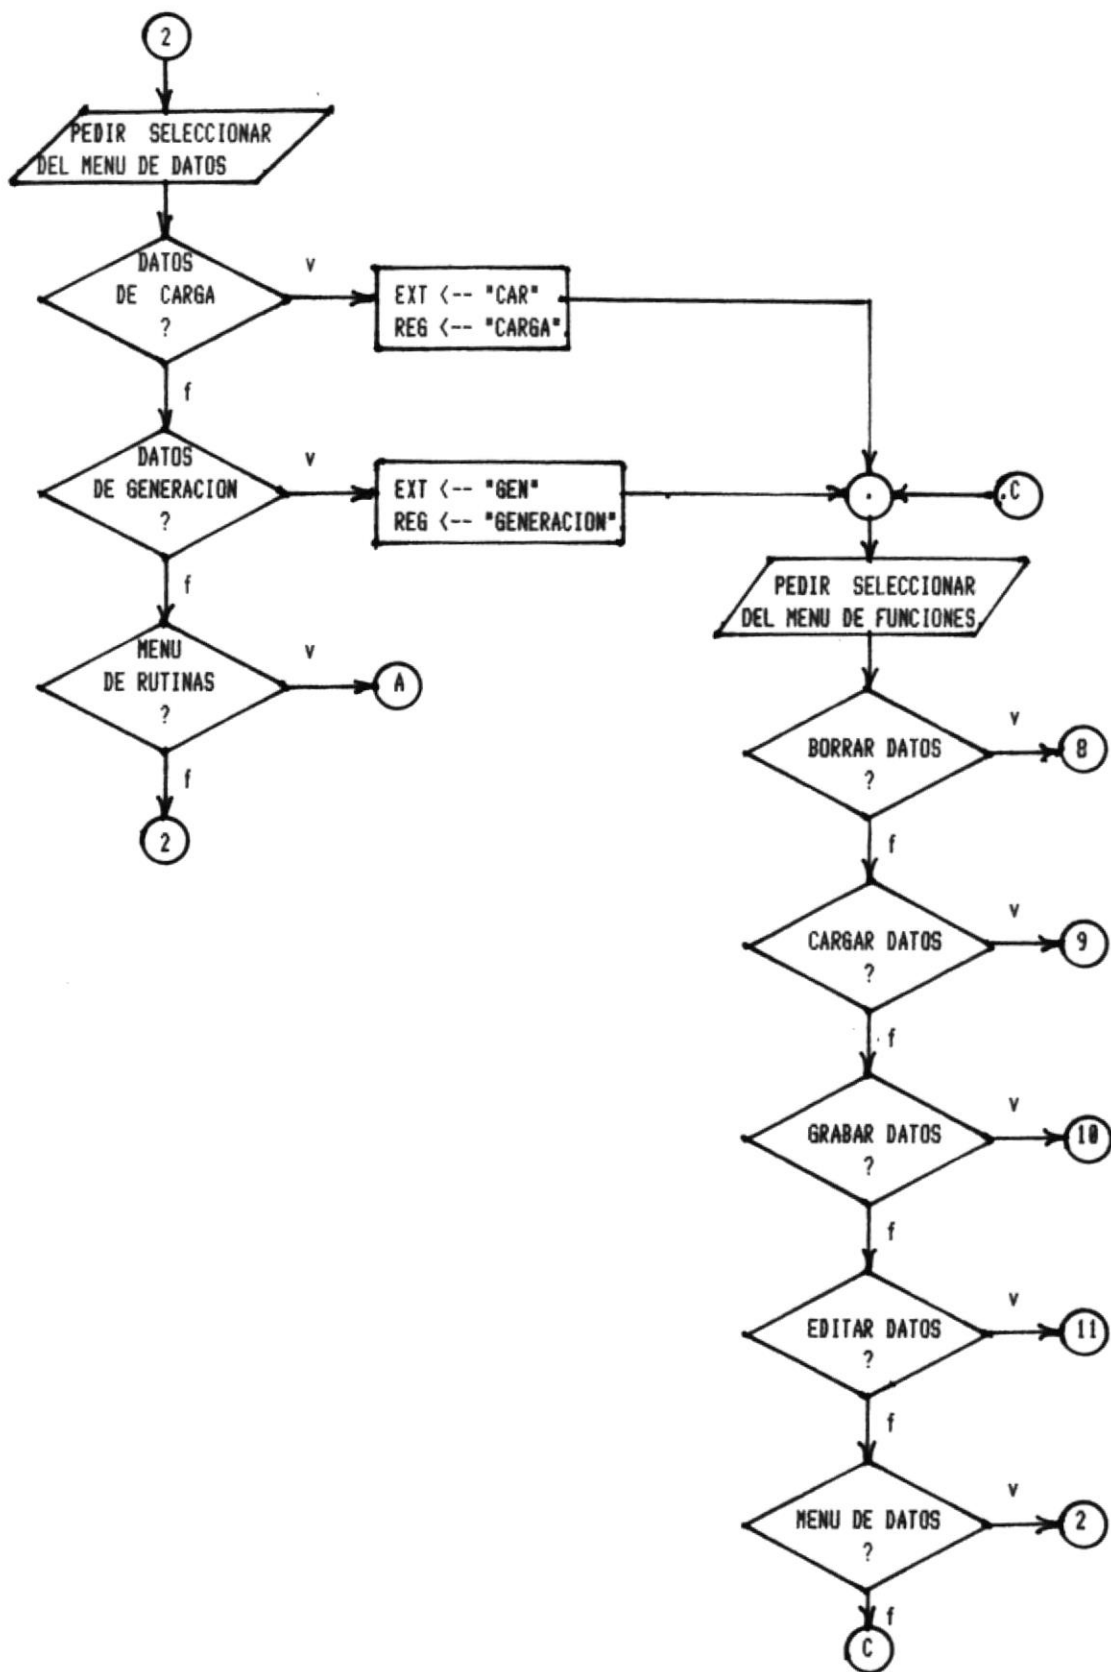 2
PEDIR SELECCIONAR
DEL MENU DE DATOS
DATOS
DE CARGA
?
v
EXT <-- "CAR"
REG <-- "CARGA"
f
DATOS
DE GENERACION
?
v
EXT <-- "GEN"
REG <-- "GENERACION"
.
.C
f
MENU
DE RUTINAS
?
v
A
f
2
PEDIR SELECCIONAR
DEL MENU DE FUNCIONES
BORRAR DATOS
?
v
8
f
CARGAR DATOS
?
v
9
f
GRABAR DATOS
?
v
10
f
EDITAR DATOS
?
v
11
f
MENU DE DATOS
?
v
2
f
C